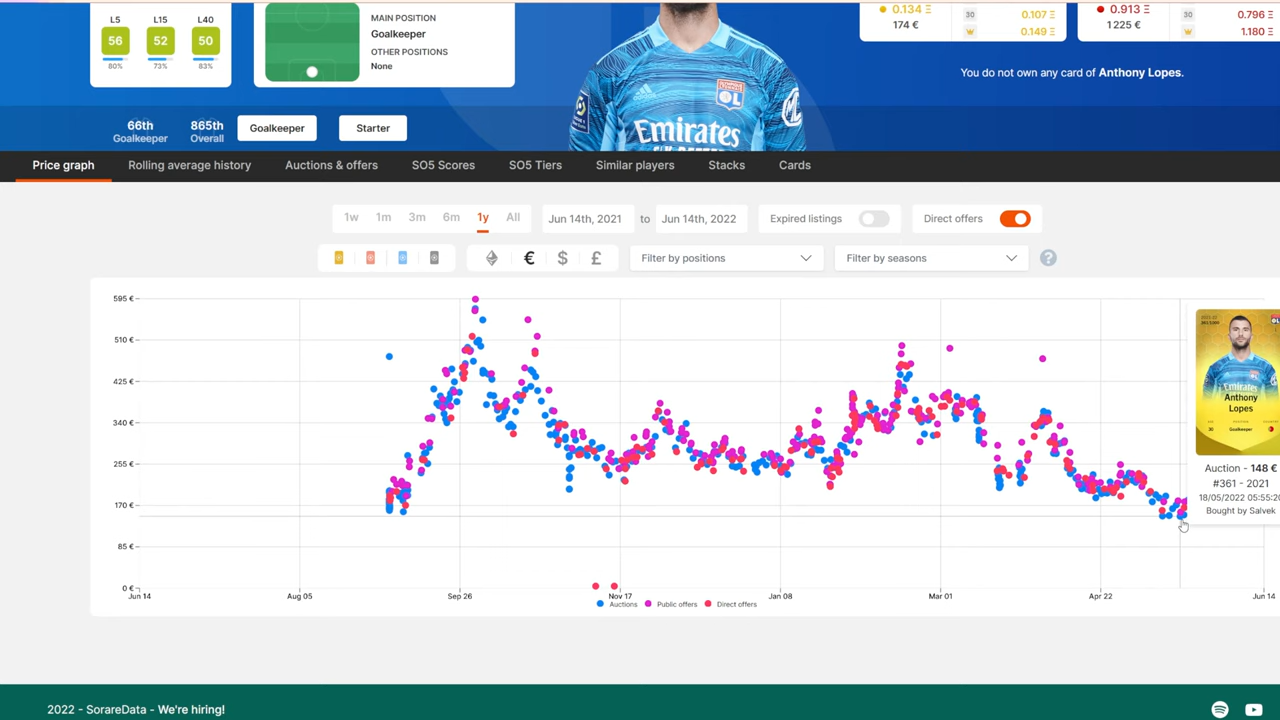 L5 L15 L40
56 52 50
80% 73% 83%
MAIN POSITION
Goalkeeper
OTHER POSITIONS
None
0.134 Ξ
174 €
30 0.107 Ξ
0.149 Ξ
0.913 Ξ
1 225 €
30 0.796 Ξ
1.180 Ξ
You do not own any card of Anthony Lopes.
OL
Emirates
66th
Goalkeeper
865th
Overall
Goalkeeper
Starter
Price graph Rolling average history Auctions & offers SO5 Scores SO5 Tiers Similar players Stacks Cards
1w 1m 3m 6m 1y All Jun 14th, 2021 to Jun 14th, 2022 Expired listings Direct offers
€ $ £ Filter by positions Filter by seasons ?
595 €
510 €
425 €
340 €
255 €
170 €
85 €
0 €
Jun 14 Aug 05 Sep 26 Nov 17 Jan 08 Mar 01 Apr 22 Jun 14
Auctions Public offers Direct offers
OL
Emirates
Anthony
Lopes
30 Goalkeeper
Auction - 148 €
#361 - 2021
18/05/2022 05:55:20
Bought by Salvek
2022 - SorareData - We're hiring!